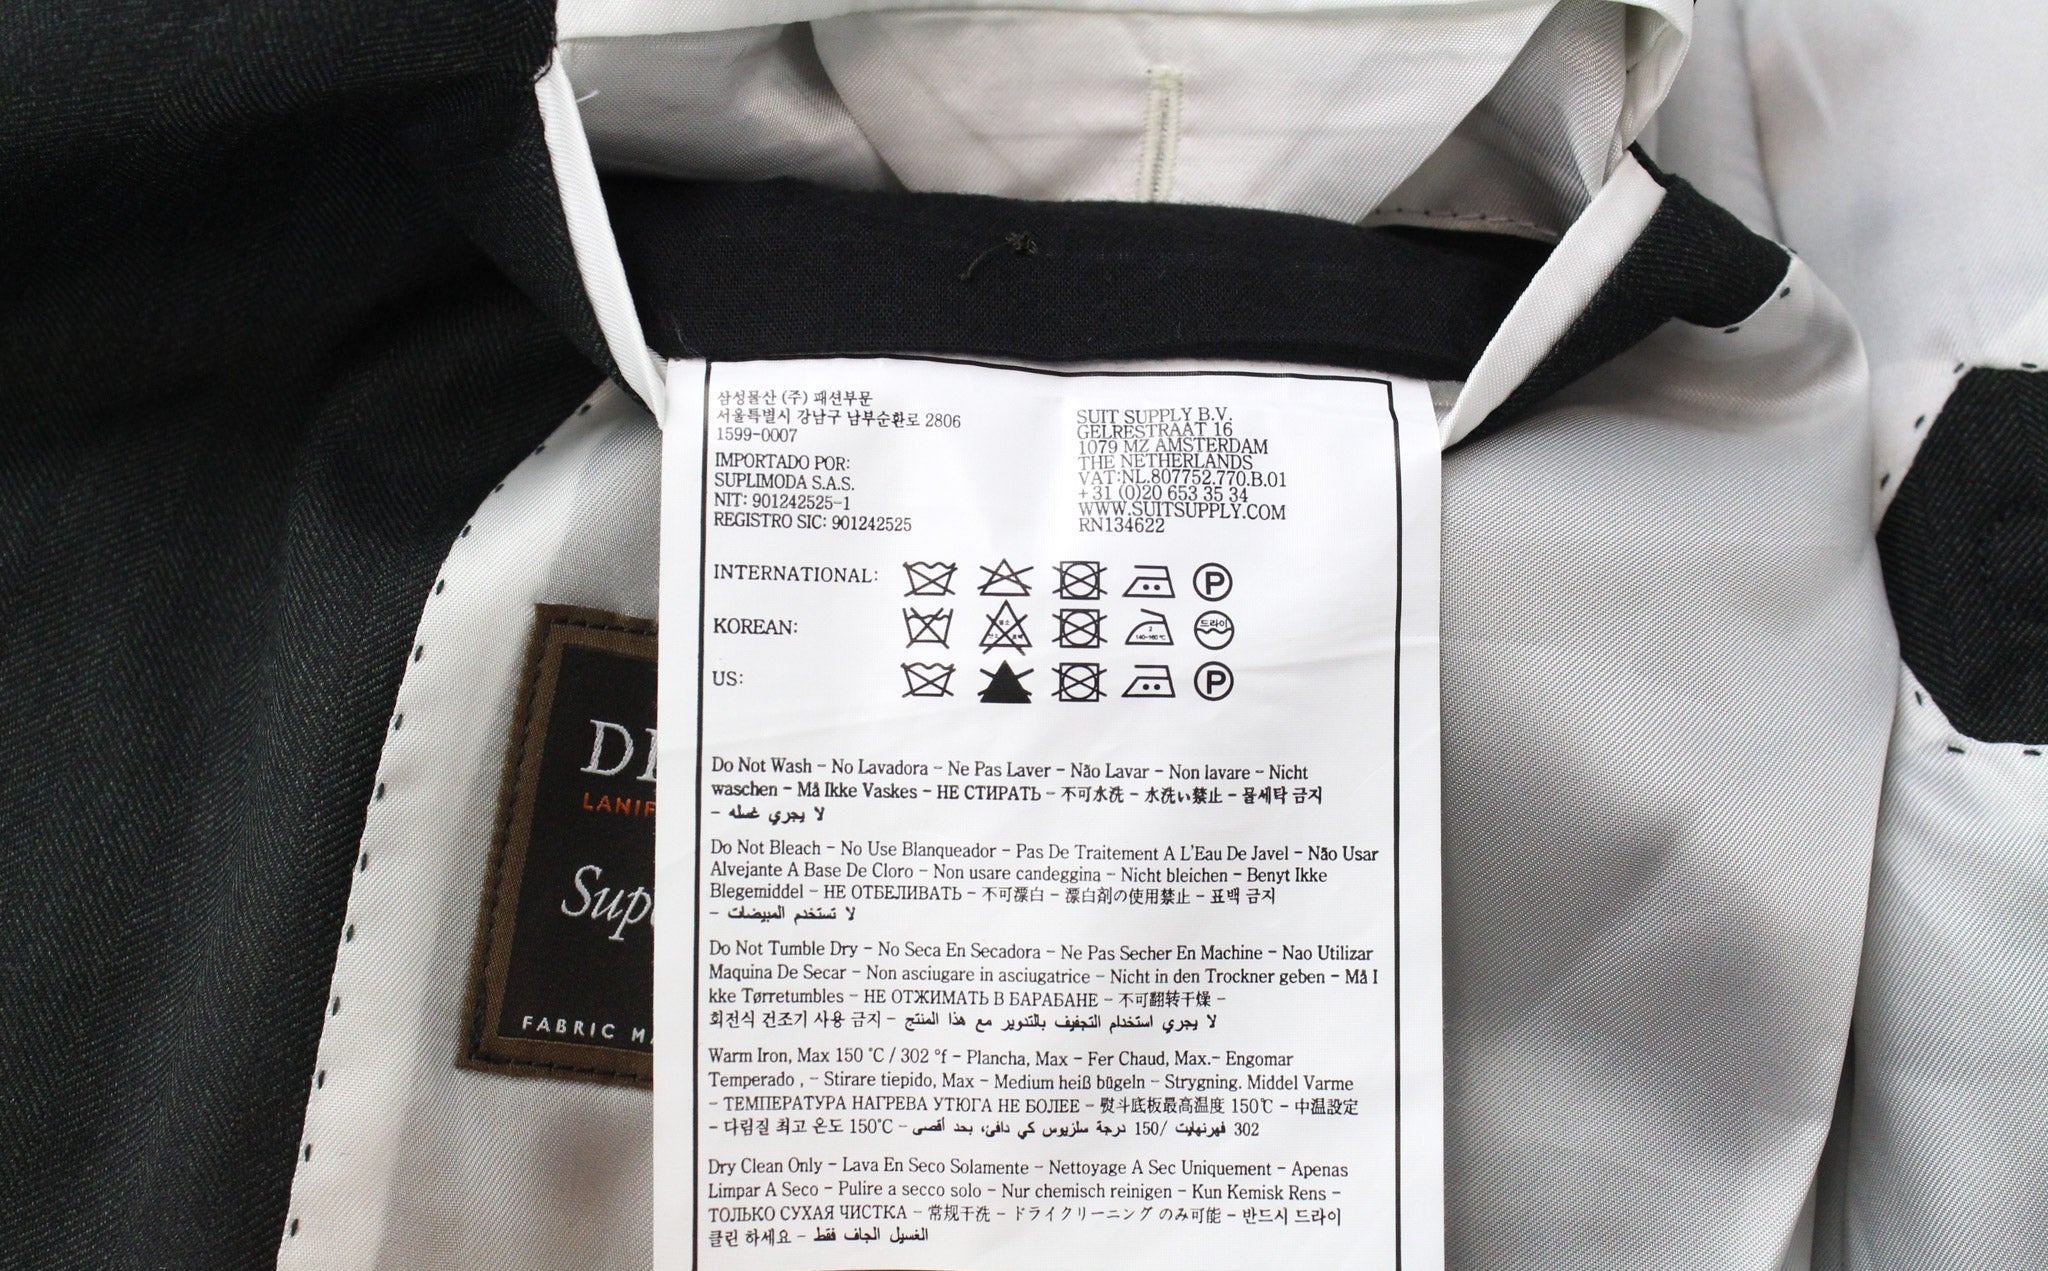 삼성물산 (주) 패션부문
서울특별시 강남구 남부순환로 2806
1599-0007
IMPORTADO POR:
SUPLIMODA S.A.S.
NIT: 901242525-1
REGISTRO SIC: 901242525
SUIT SUPPLY B.V.
GELRESTRAAT 16
1079 MZ AMSTERDAM
THE NETHERLANDS
VAT:NL.807752.770.B.01
+31 (0)20 653 35 34
WWW.SUITSUPPLY.COM
RN134622
INTERNATIONAL:
P
KOREAN:
2
140~160 ℃
드라이
US:
P
Do Not Wash - No Lavadora - Ne Pas Laver - Não Lavar - Non lavare - Nicht
waschen - Må Ikke Vaskes - НЕ СТИРАТЬ - 不可水洗 - 水洗い禁止 - 물세탁 금지
- لا يجري غسله
Do Not Bleach - No Use Blanqueador - Pas De Traitement A L'Eau De Javel - Não Usar
Alvejante A Base De Cloro - Non usare candeggina - Nicht bleichen - Benyt Ikke
Blegemiddel - НЕ ОТБЕЛИВАТЬ - 不可漂白 - 漂白剤の使用禁止 - 표백 금지
- لا تستخدم المبيضات
Do Not Tumble Dry - No Seca En Secadora - Ne Pas Secher En Machine - Nao Utilizar
Maquina De Secar - Non asciugare in asciugatrice - Nicht in den Trockner geben - Må I
kke Tørretumbles - НЕ ОТЖИМАТЬ В БАРАБАНЕ - 不可翻转干燥 -
회전식 건조기 사용 금지 - لا يجري استخدام التجفيف بالتدوير مع هذا المنتج
Warm Iron, Max 150 °C / 302 °f - Plancha, Max - Fer Chaud, Max.- Engomar
Temperado , - Stirare tiepido, Max - Medium heiß bügeln - Strygning. Middel Varme
- ТЕМПЕРАТУРА НАГРЕВА УТЮГА НЕ БОЛЕЕ - 熨斗底板最高温度 150℃ - 中温設定
- 다림질 최고 온도 150℃ - 302 فهرنهايت /150 درجة سلزيوس كي دافئ، بحد أقصى
Dry Clean Only - Lava En Seco Solamente - Nettoyage A Sec Uniquement - Apenas
Limpar A Seco - Pulire a secco solo - Nur chemisch reinigen - Kun Kemisk Rens -
ТОЛЬКО СУХАЯ ЧИСТКА - 常规干洗 - ドライクリーニング のみ可能 - 반드시 드라이
클린 하세요 - الغسيل الجاف فقط
FABRIC